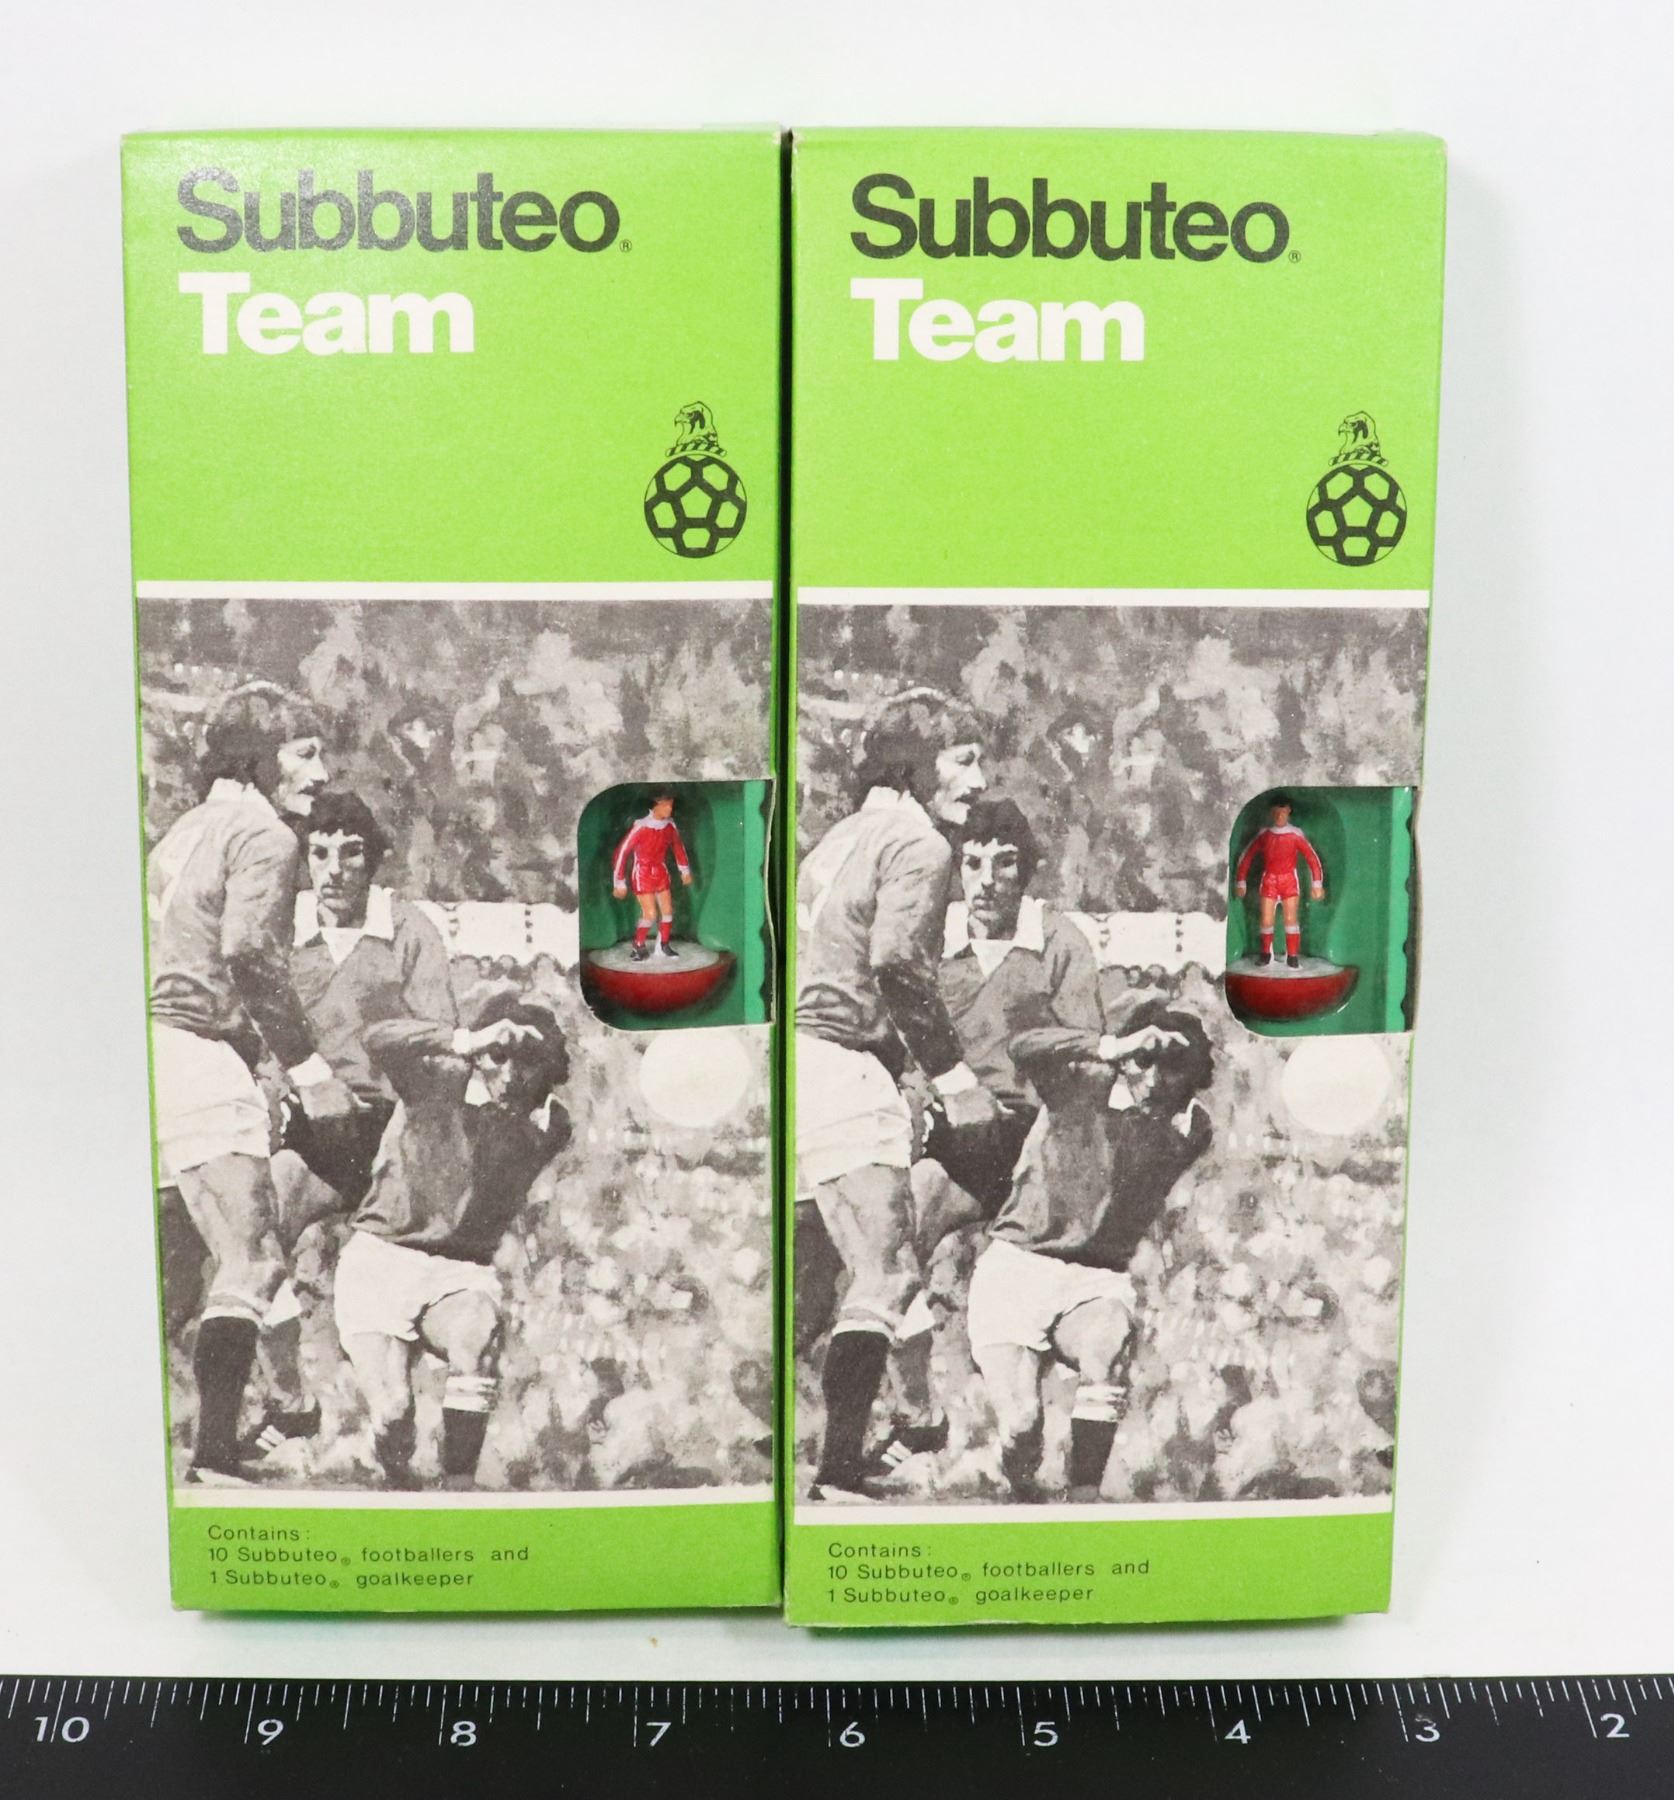 Subbuteo®
Team
Contains:
10 Subbuteo® footballers and
1 Subbuteo® goalkeeper
Subbuteo®
Team
Contains:
10 Subbuteo® footballers and
1 Subbuteo® goalkeeper
10 9 8 7 6 5 4 3 2